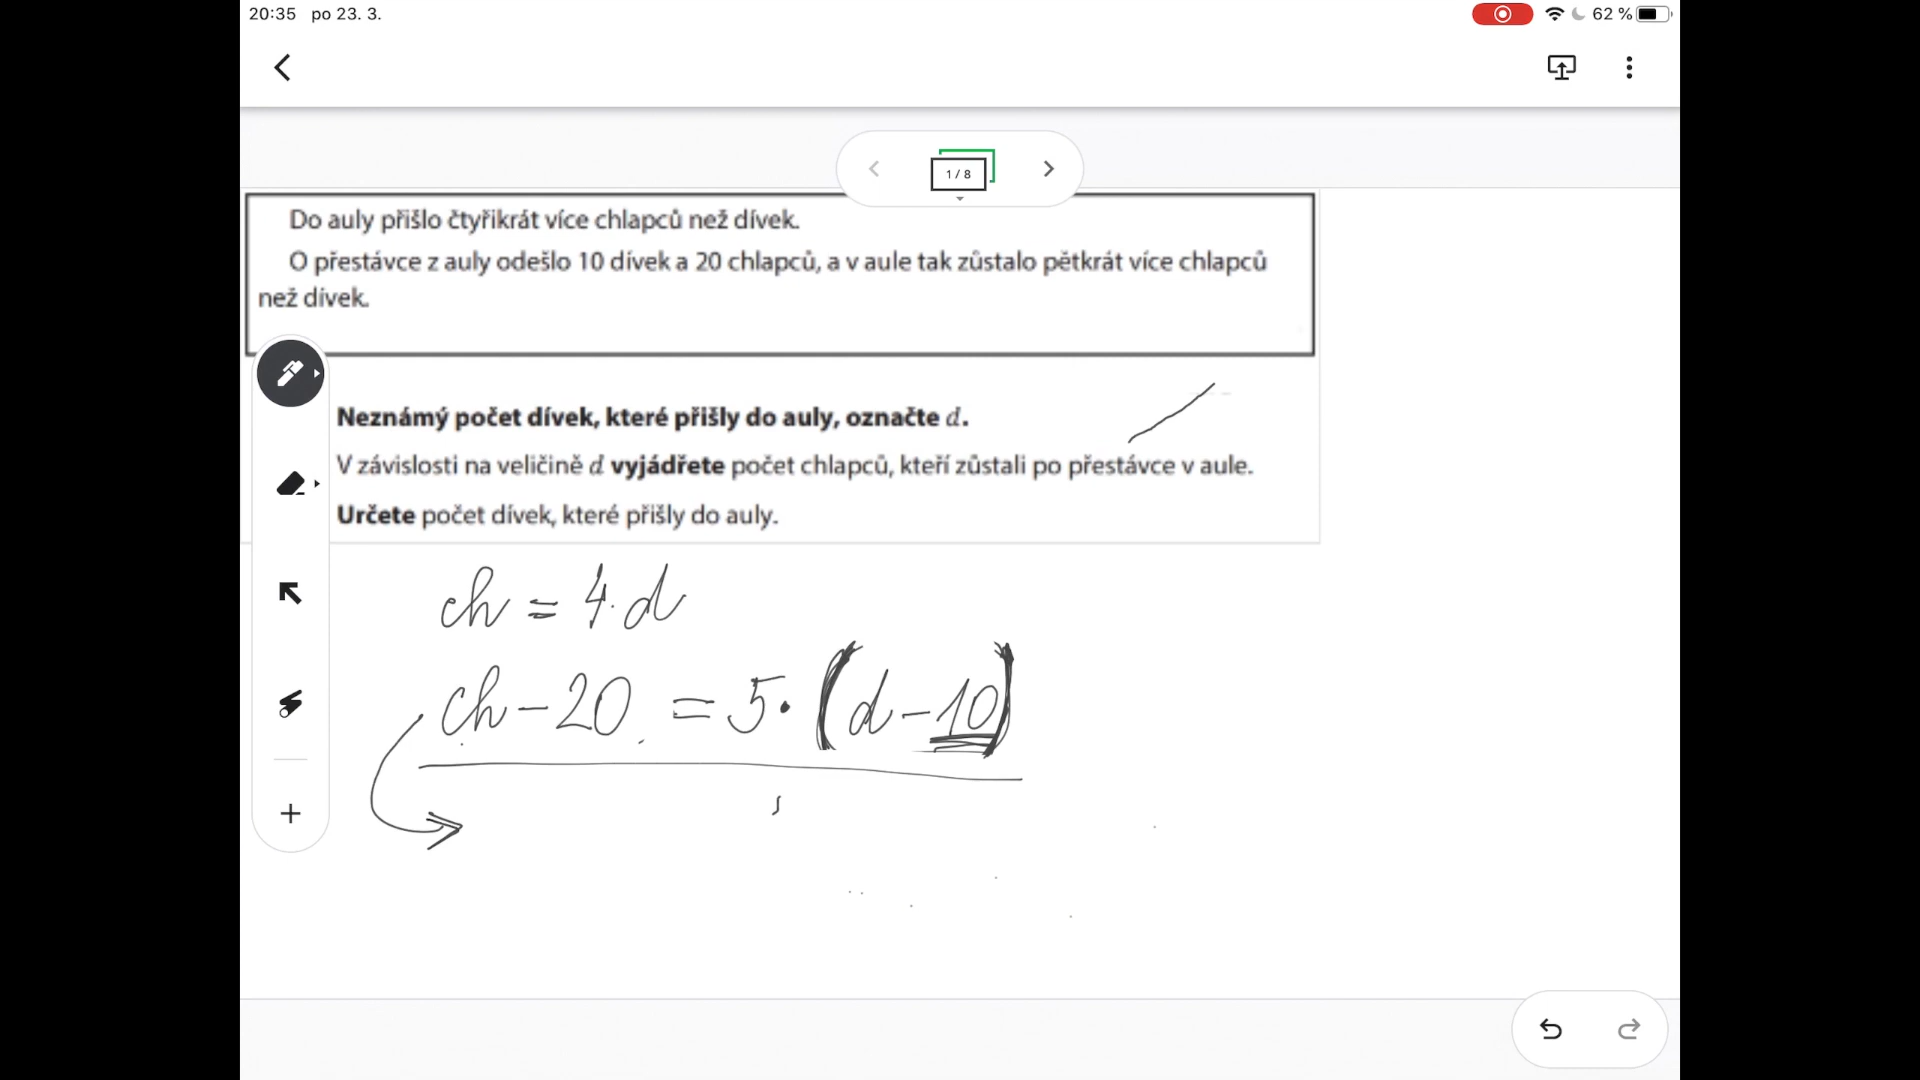 20:35 po 23. 3.
62 %
1 / 8
Do auly přišlo čtyřikrát více chlapců než dívek.
O přestávce z auly odešlo 10 dívek a 20 chlapců, a v aule tak zůstalo pětkrát více chlapců
než dívek.
Neznámý počet dívek, které přišly do auly, označte d.
V závislosti na veličině d vyjádřete počet chlapců, kteří zůstali po přestávce v aule.
Určete počet dívek, které přišly do auly.
ch = 4·d
ch - 20 = 5·(d-10)